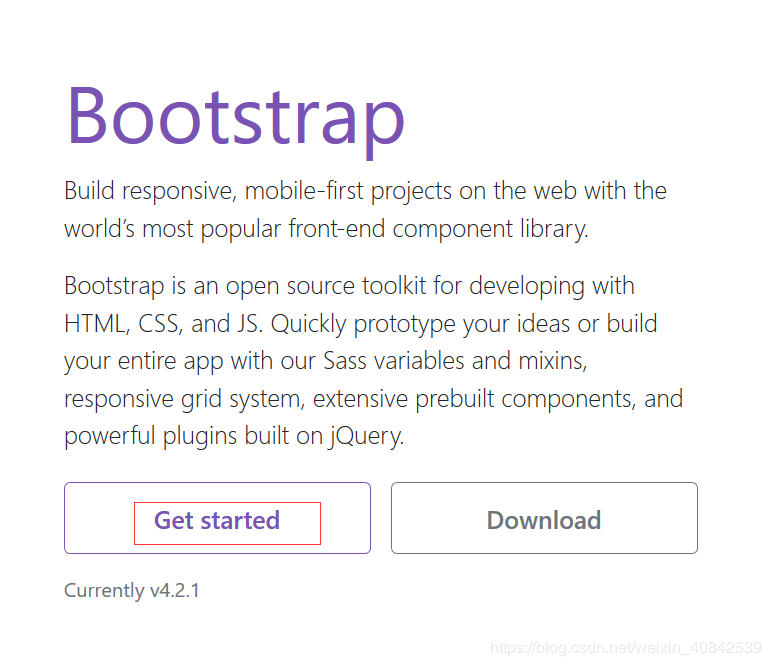 Bootstrap
Build responsive, mobile-first projects on the web with the
world’s most popular front-end component library.
Bootstrap is an open source toolkit for developing with
HTML, CSS, and JS. Quickly prototype your ideas or build
your entire app with our Sass variables and mixins,
responsive grid system, extensive prebuilt components, and
powerful plugins built on jQuery.
Get started
Download
Currently v4.2.1
https://blog.csdn.net/weixin_40842539